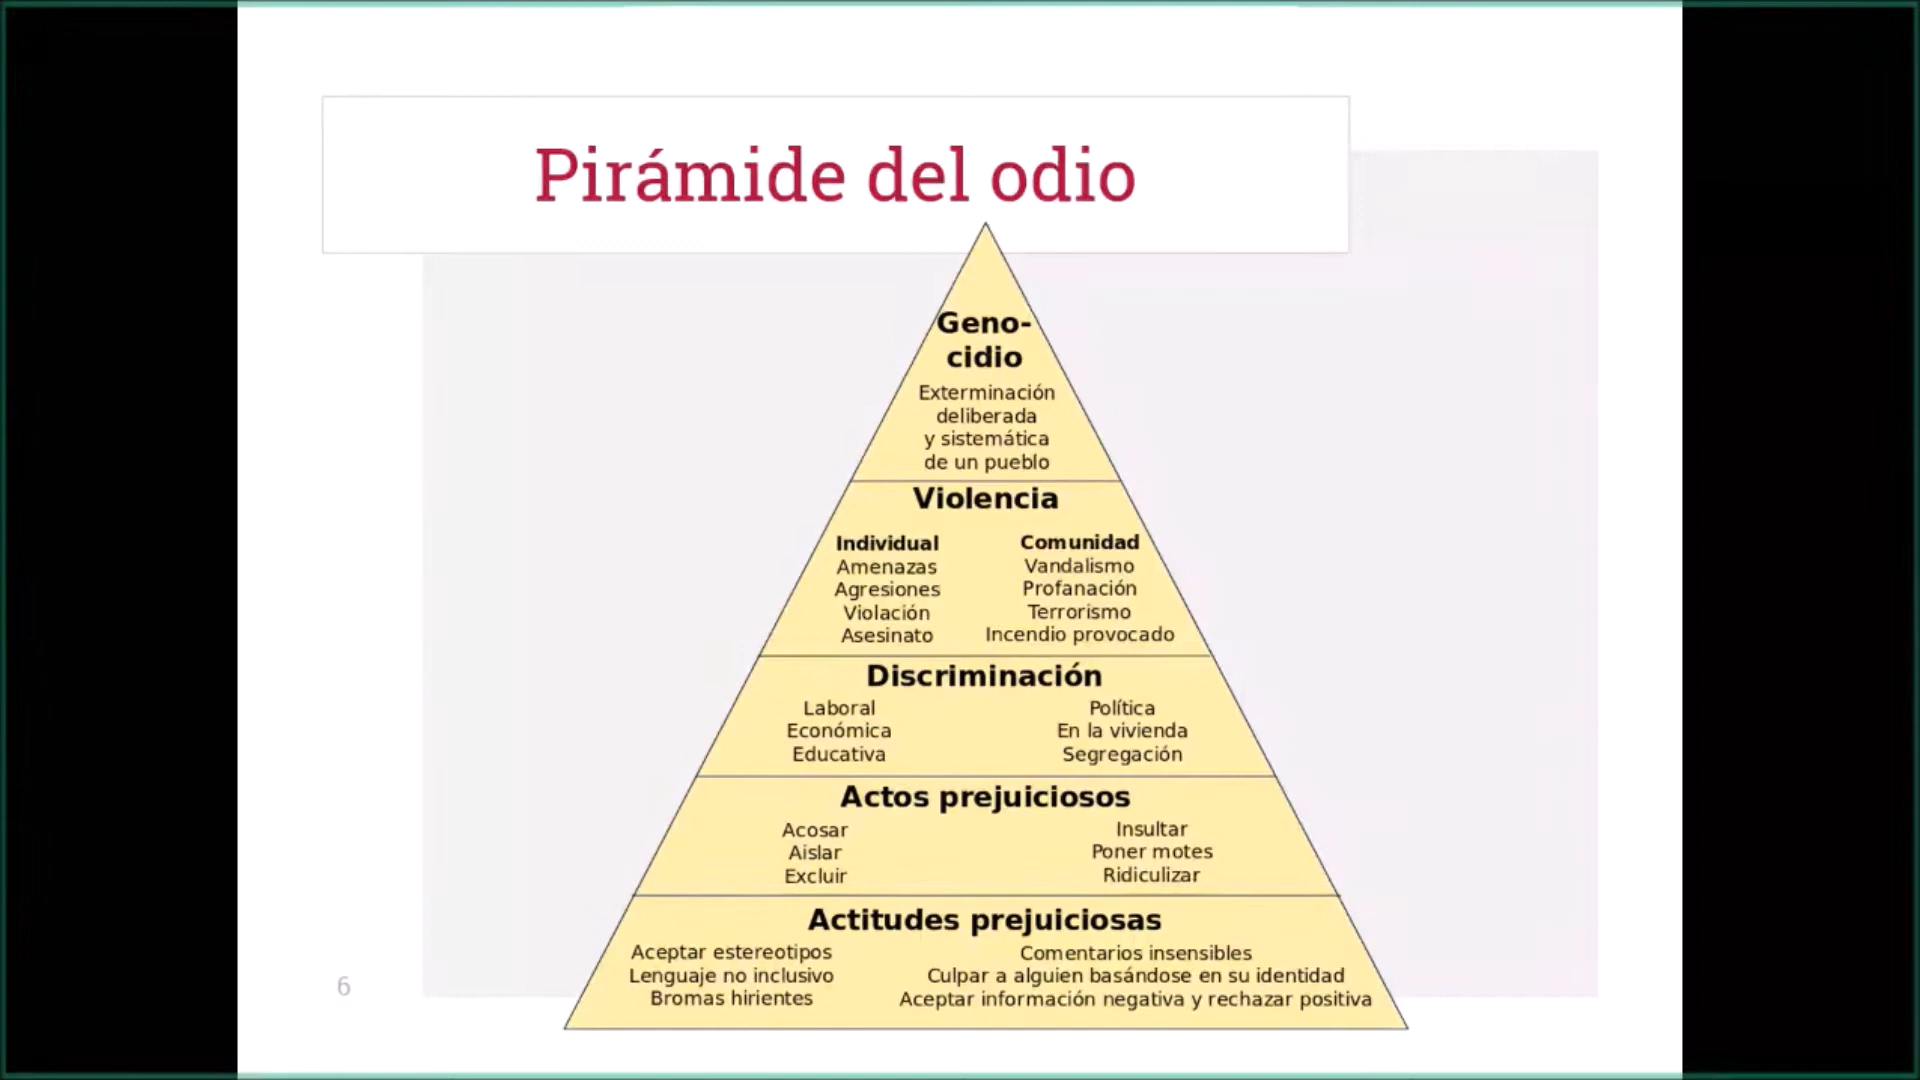 Pirámide del odio
Geno-
cidio
Exterminación
deliberada
y sistemática
de un pueblo
Violencia
Individual
Amenazas
Agresiones
Violación
Asesinato
Comunidad
Vandalismo
Profanación
Terrorismo
Incendio provocado
Discriminación
Laboral
Económica
Educativa
Política
En la vivienda
Segregación
Actos prejuiciosos
Acosar
Aislar
Excluir
Insultar
Poner motes
Ridiculizar
Actitudes prejuiciosas
Aceptar estereotipos
Lenguaje no inclusivo
Bromas hirientes
Comentarios insensibles
Culpar a alguien basándose en su identidad
Aceptar información negativa y rechazar positiva
6